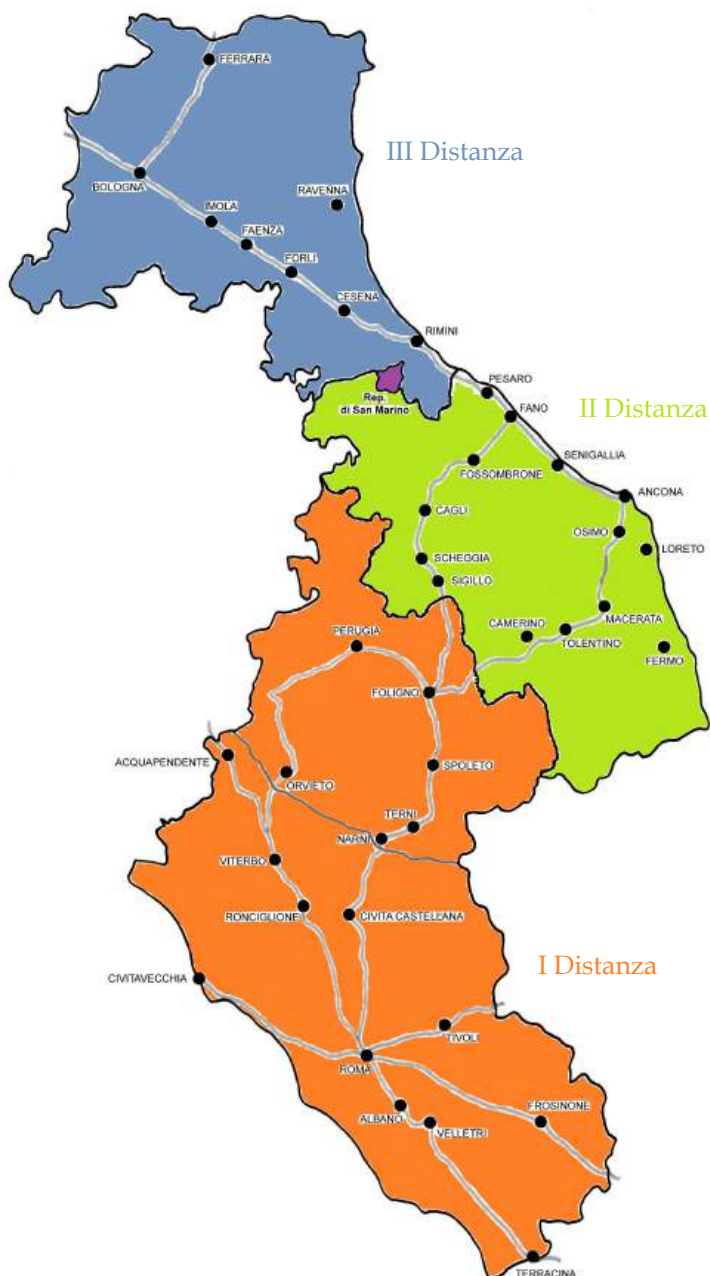 FERRARA
III Distanza
BOLOGNA
RAVENNA
IMOLA
FAENZA
FORLI
CESENA
RIMINI
PESARO
Rep.
di San Marino
FANO
II Distanza
SENIGALLIA
FOSSOMBRONE
ANCONA
CAGLI
OSIMO
LORETO
SCHEGGIA
SIGILLO
MACERATA
CAMERINO
TOLENTINO
PERUGIA
FERMO
FOLIGNO
ACQUAPENDENTE
SPOLETO
ORVIETO
TERNI
NARNI
VITERBO
RONCIGLIONE
CIVITA CASTELLANA
I Distanza
CIVITAVECCHIA
TIVOLI
ROMA
FROSINONE
ALBANO
VELLETRI
TERRACINA